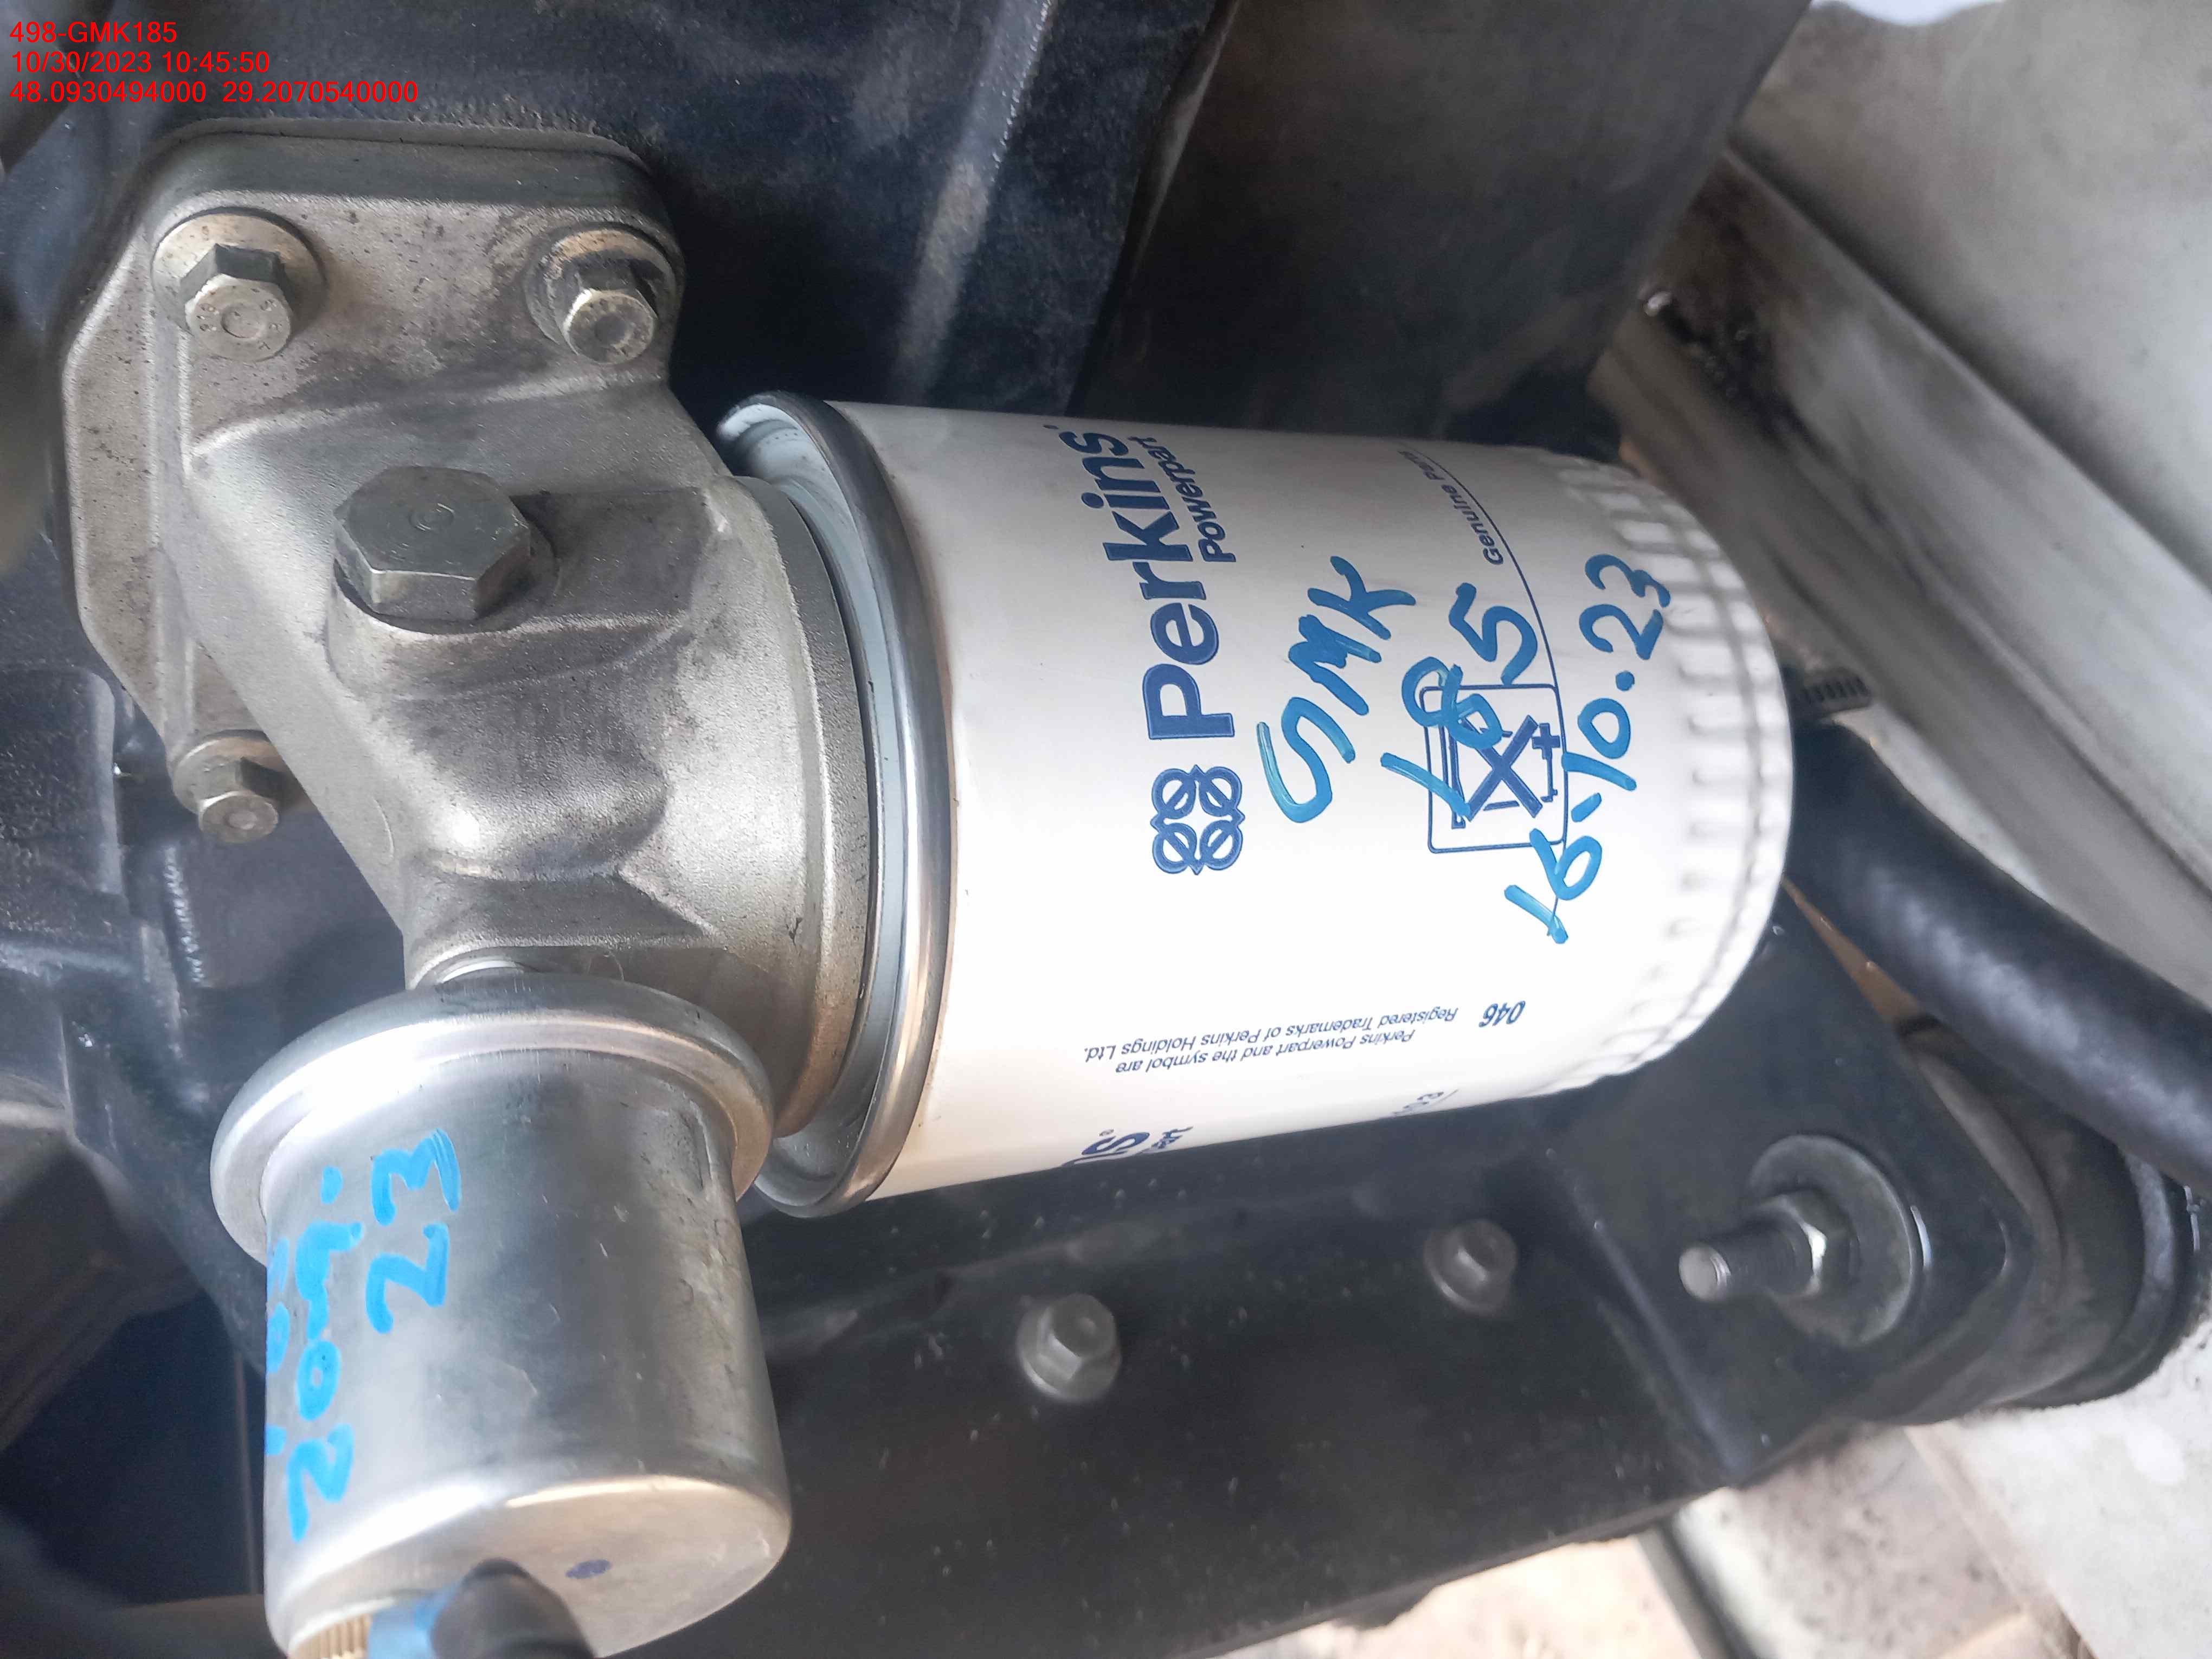 498-GMK185
10/30/2023 10:45:50
48.0930494000 29.2070540000
Perkins
Powerpart
Genuine Parts
GMK
185
16.10.23
046
Perkins Powerpart and the symbol are
Registered Trademarks of Perkins Holdings Ltd.
23